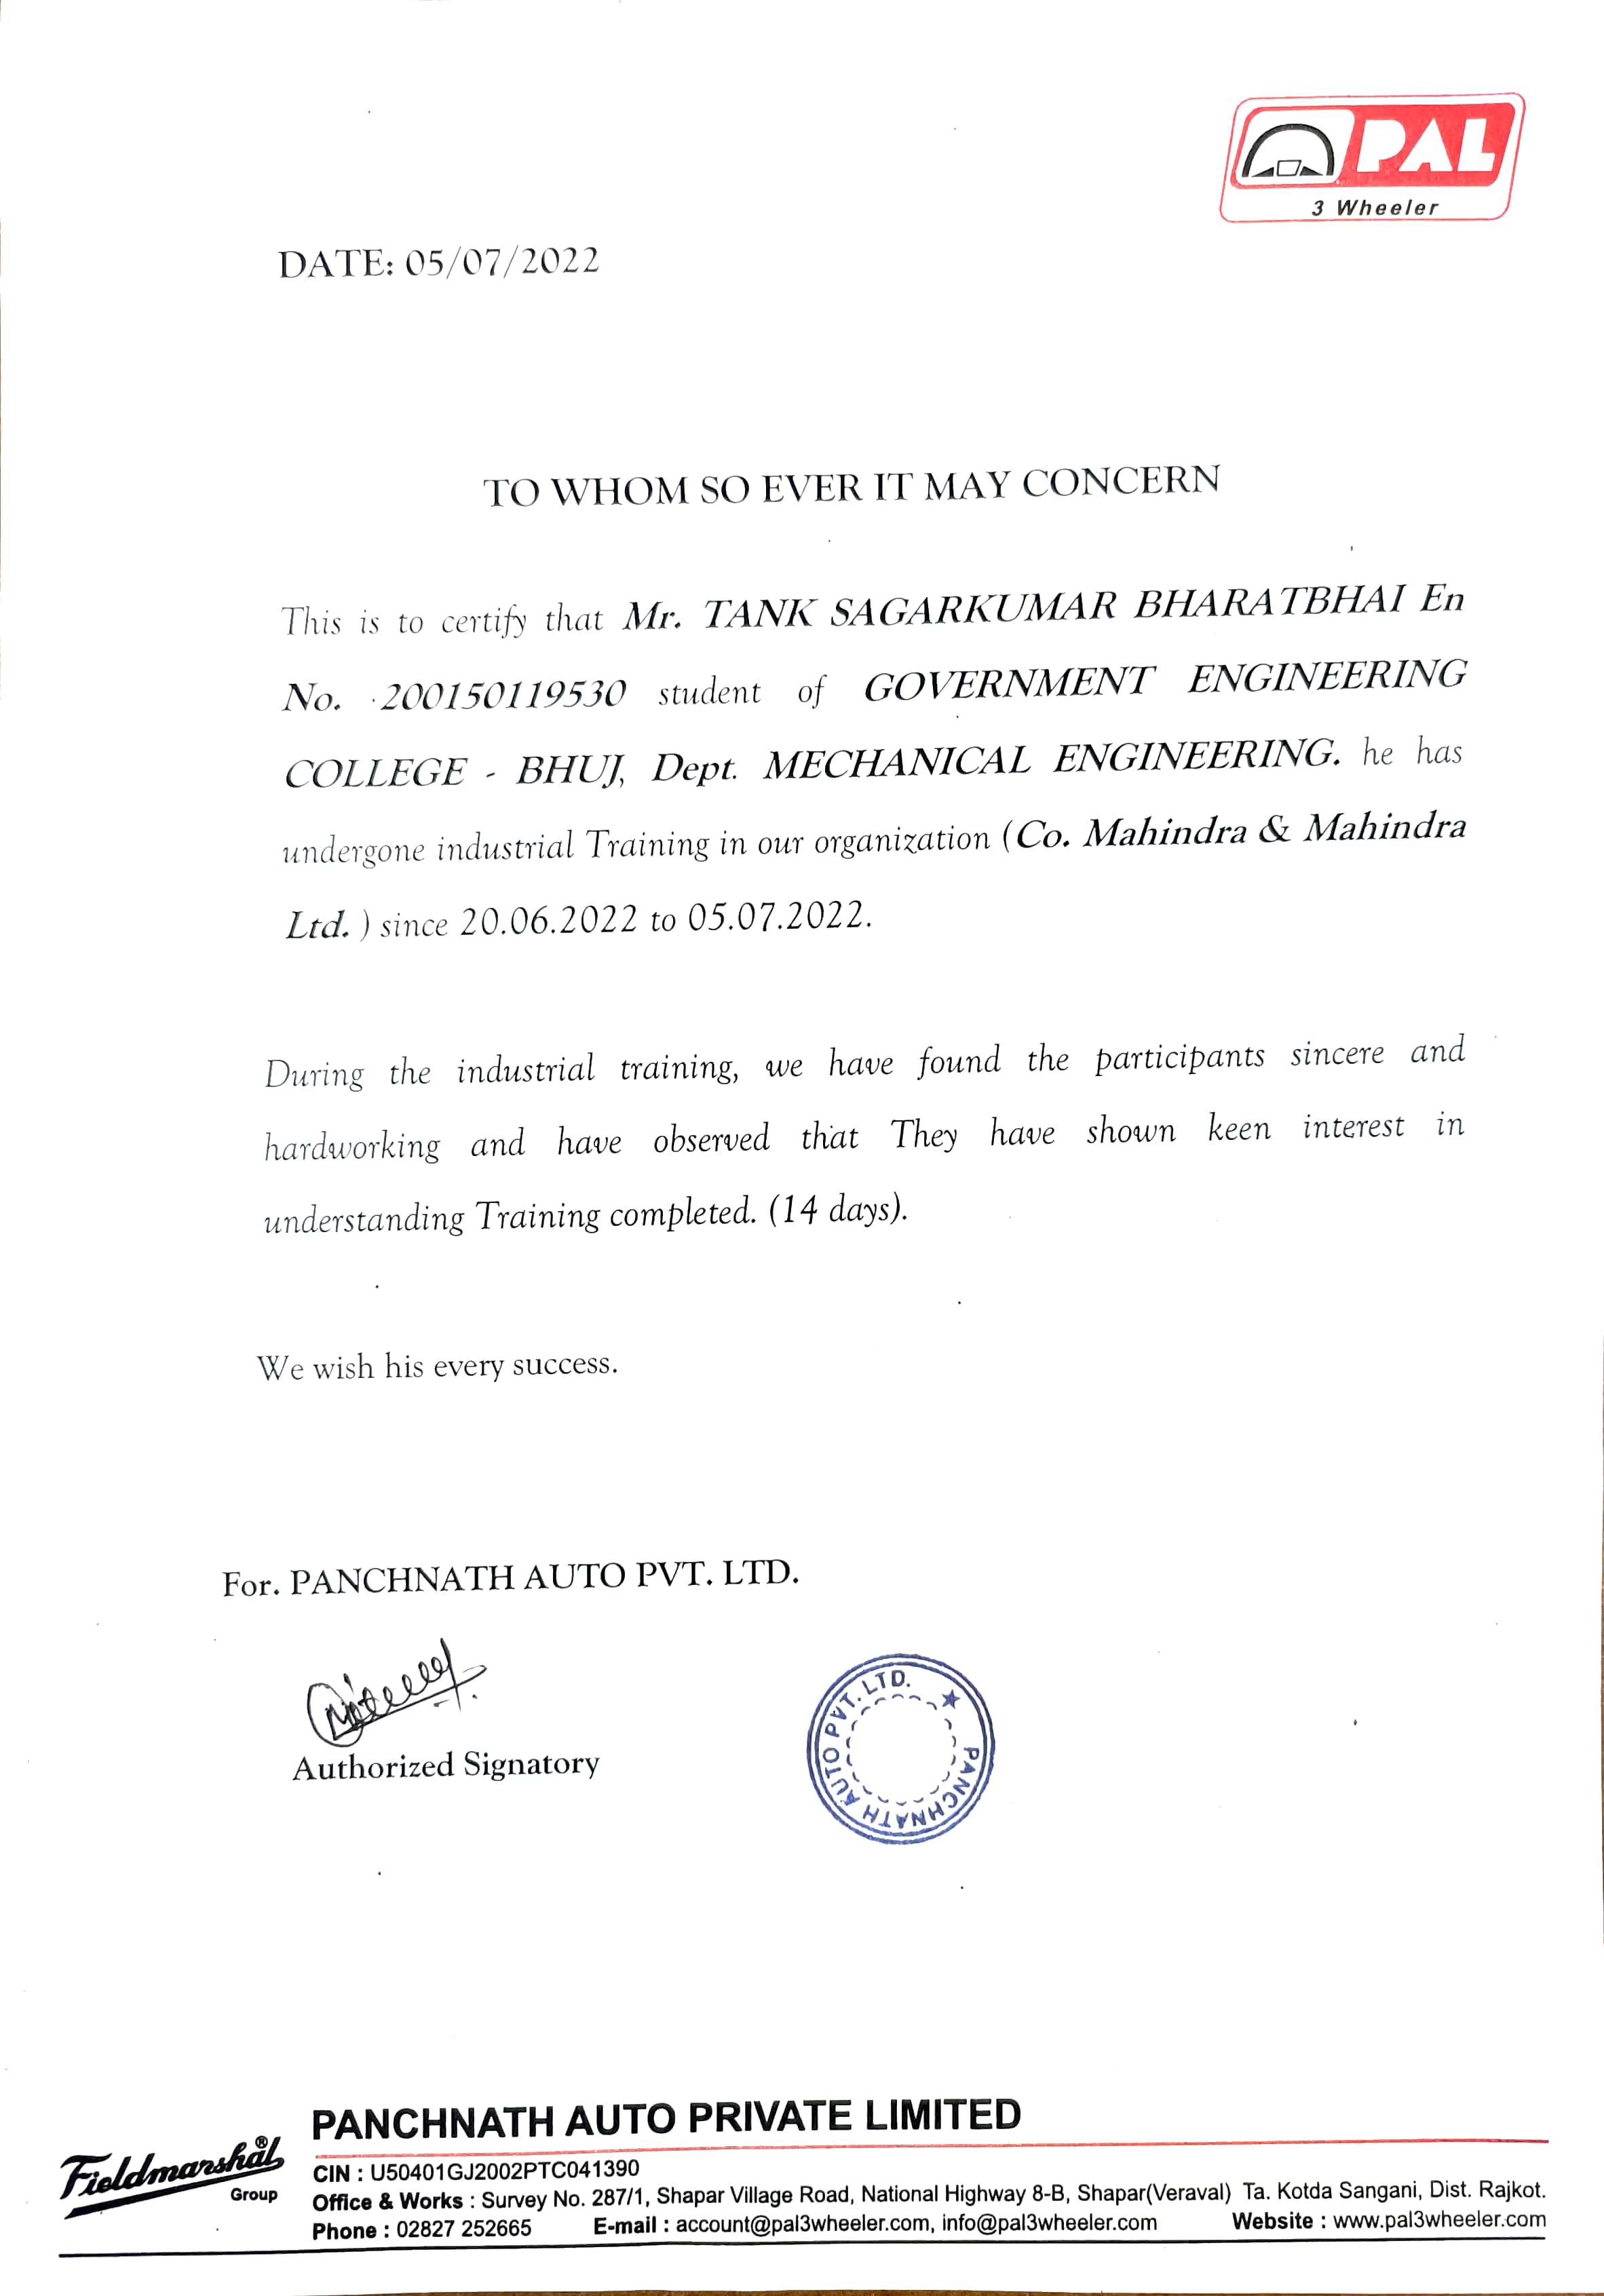 PAL
3 Wheeler
DATE: 05/07/2022
TO WHOM SO EVER IT MAY CONCERN
This is to certify that Mr. TANK SAGARKUMAR BHARATBHAI En
No. 200150119530 student of GOVERNMENT ENGINEERING
COLLEGE - BHUJ, Dept. MECHANICAL ENGINEERING. he has
undergone industrial Training in our organization (Co. Mahindra & Mahindra
Ltd. ) since 20.06.2022 to 05.07.2022.
During the industrial training, we have found the participants sincere and
hardworking and have observed that They have shown keen interest in
understanding Training completed. (14 days).
We wish his every success.
For. PANCHNATH AUTO PVT. LTD.
Authorized Signatory
PANCHNATH AUTO PVT. LTD. ★
Fieldmarshal®
Group
PANCHNATH AUTO PRIVATE LIMITED
CIN : U50401GJ2002PTC041390
Office & Works : Survey No. 287/1, Shapar Village Road, National Highway 8-B, Shapar(Veraval) Ta. Kotda Sangani, Dist. Rajkot.
Phone : 02827 252665 E-mail : account@pal3wheeler.com, info@pal3wheeler.com Website : www.pal3wheeler.com